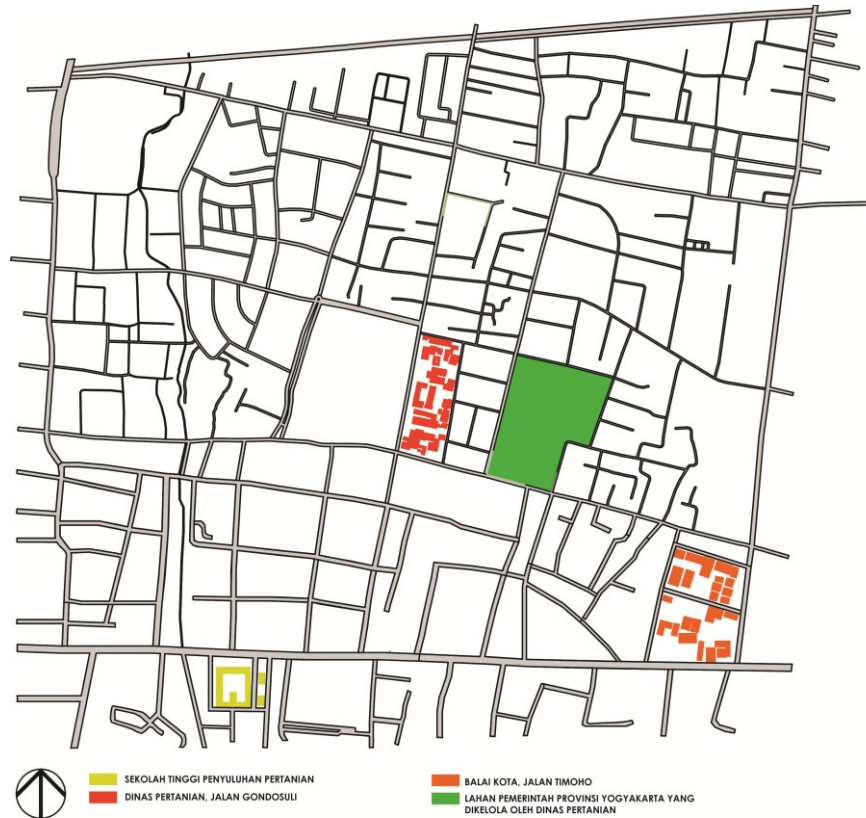 SEKOLAH TINGGI PENYULUHAN PERTANIAN
DINAS PERTANIAN, JALAN GONDOSULI
BALAI KOTA, JALAN TIMOHO
LAHAN PEMERINTAH PROVINSI YOGYAKARTA YANG
DIKELOLA OLEH DINAS PERTANIAN